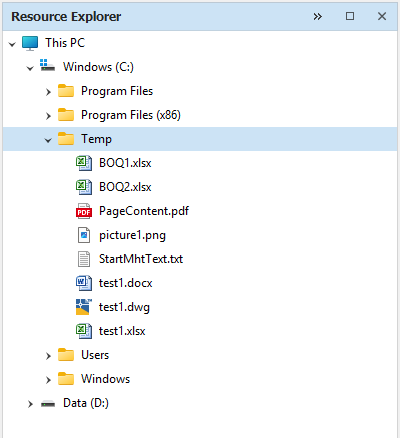 Resource Explorer
This PC
Windows (C:)
Program Files
Program Files (x86)
Temp
BOQ1.xlsx
BOQ2.xlsx
PDF PageContent.pdf
picture1.png
StartMhtText.txt
test1.docx
test1.dwg
test1.xlsx
Users
Windows
Data (D:)